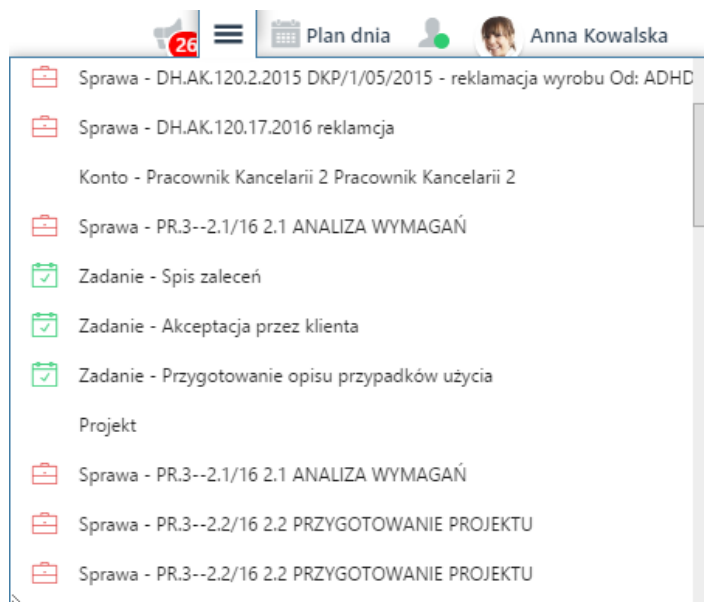 26
Plan dnia
Anna Kowalska
Sprawa - DH.AK.120.2.2015 DKP/1/05/2015 - reklamacja wyrobu Od: ADHD
Sprawa - DH.AK.120.17.2016 reklamcja
Konto - Pracownik Kancelarii 2 Pracownik Kancelarii 2
Sprawa - PR.3--2.1/16 2.1 ANALIZA WYMAGAŃ
Zadanie - Spis zaleceń
Zadanie - Akceptacja przez klienta
Zadanie - Przygotowanie opisu przypadków użycia
Projekt
Sprawa - PR.3--2.1/16 2.1 ANALIZA WYMAGAŃ
Sprawa - PR.3--2.2/16 2.2 PRZYGOTOWANIE PROJEKTU
Sprawa - PR.3--2.2/16 2.2 PRZYGOTOWANIE PROJEKTU